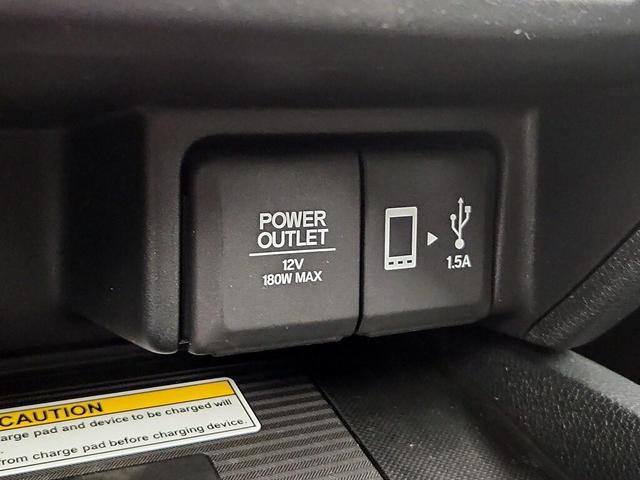 POWER
OUTLET
12V
180W MAX
1.5A
CAUTION
arge pad and device to be charged will
from charge pad before charging device.